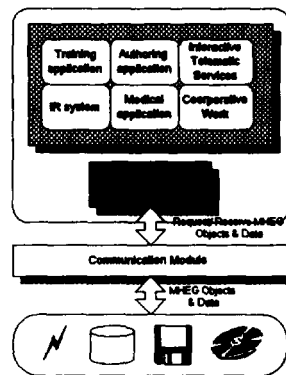 Training
application
Authoring
application
Interactive
Telematic
Services
IR system
Medical
application
Coorperative
Work
Request/Receive MHEG
Objects & Data
Communication Module
MHEG Objects
& Data